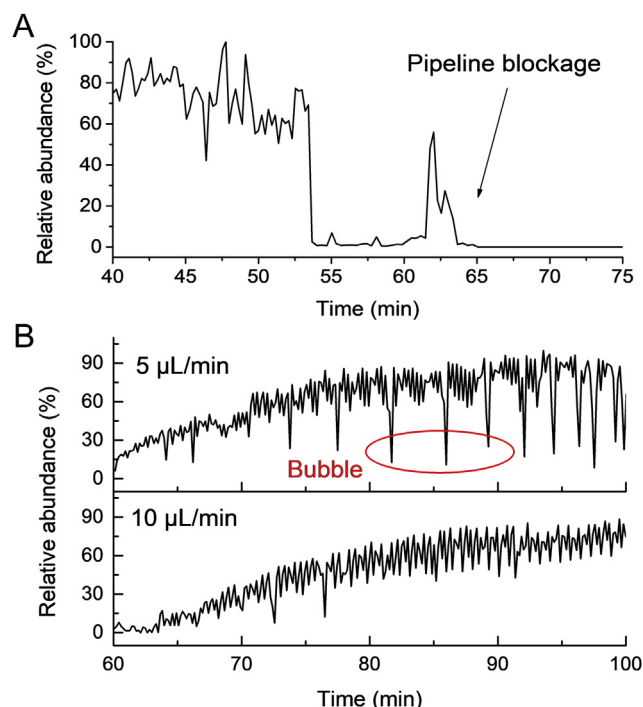 A
Relative abundance (%)
100
80
60
40
20
0
Pipeline blockage
40 45 50 55 60 65 70 75
Time (min)
B
Relative abundance (%)
90
60
30
0
5 µL/min
Bubble
90
60
30
0
10 µL/min
60 70 80 90 100
Time (min)